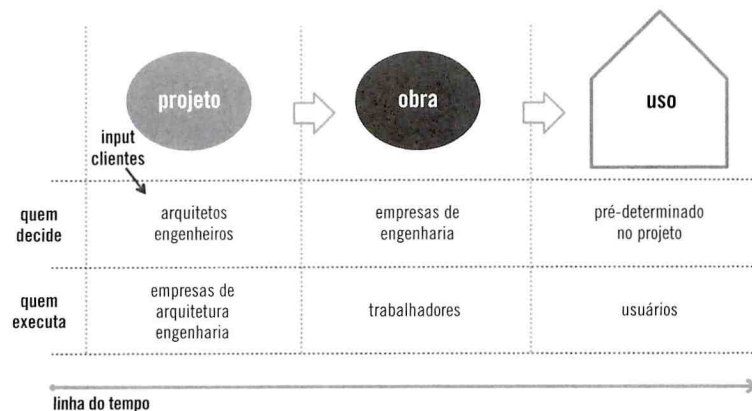 projeto
obra
uso
input
clientes
quem
decide
arquitetos
engenheiros
empresas de
engenharia
pré-determinado
no projeto
quem
executa
empresas de
arquitetura
engenharia
trabalhadores
usuários
linha do tempo